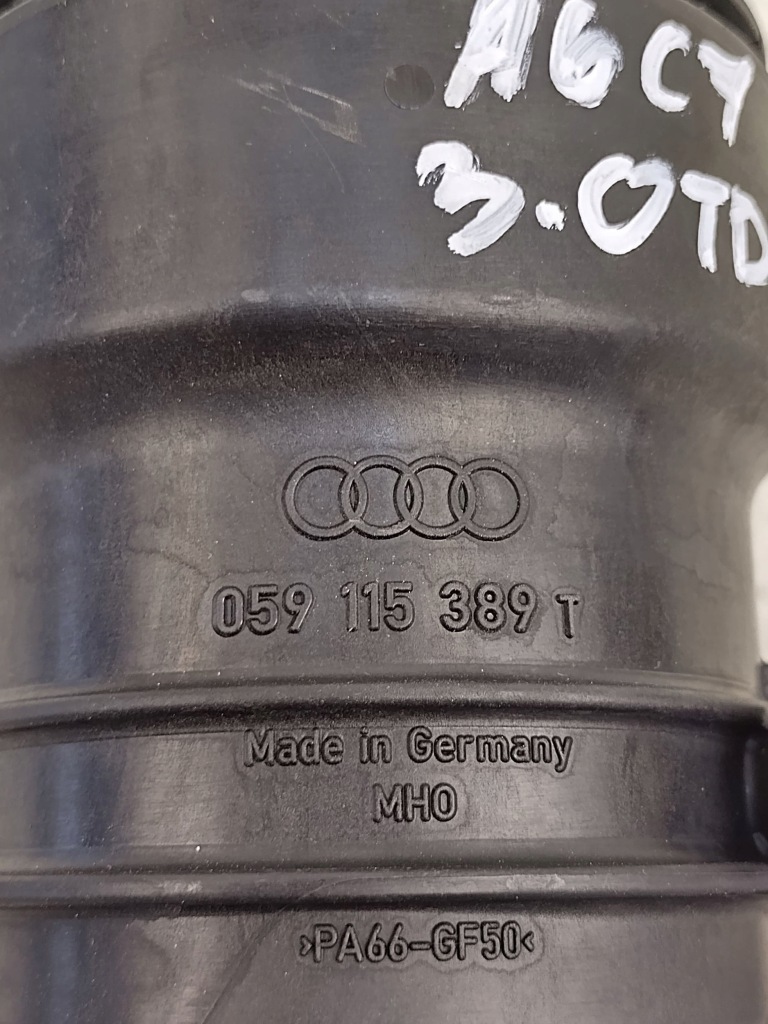 A6 C7
3.0TD
059 115 389 T
Made in Germany
MHO
>PA66-GF50<